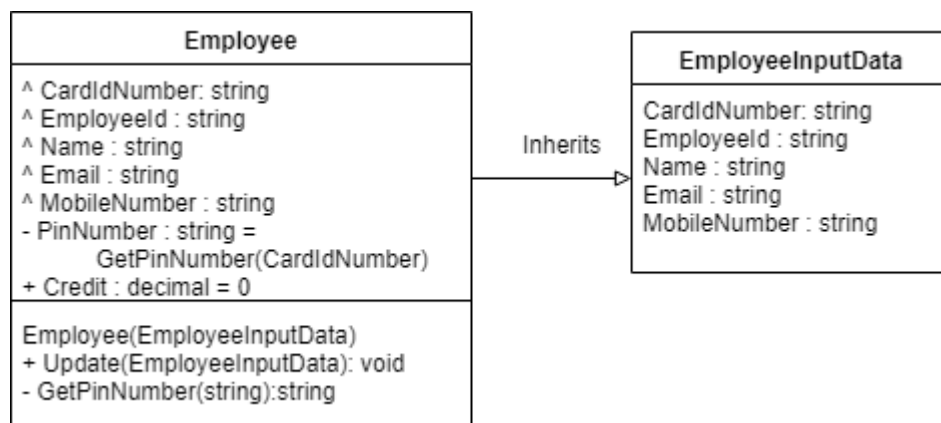 Employee
^ CardIdNumber: string
^ EmployeeId : string
^ Name : string
^ Email : string
^ MobileNumber : string
- PinNumber : string =
GetPinNumber(CardIdNumber)
+ Credit : decimal = 0
Employee(EmployeeInputData)
+ Update(EmployeeInputData): void
- GetPinNumber(string):string
Inherits
EmployeeInputData
CardIdNumber: string
EmployeeId : string
Name : string
Email : string
MobileNumber : string